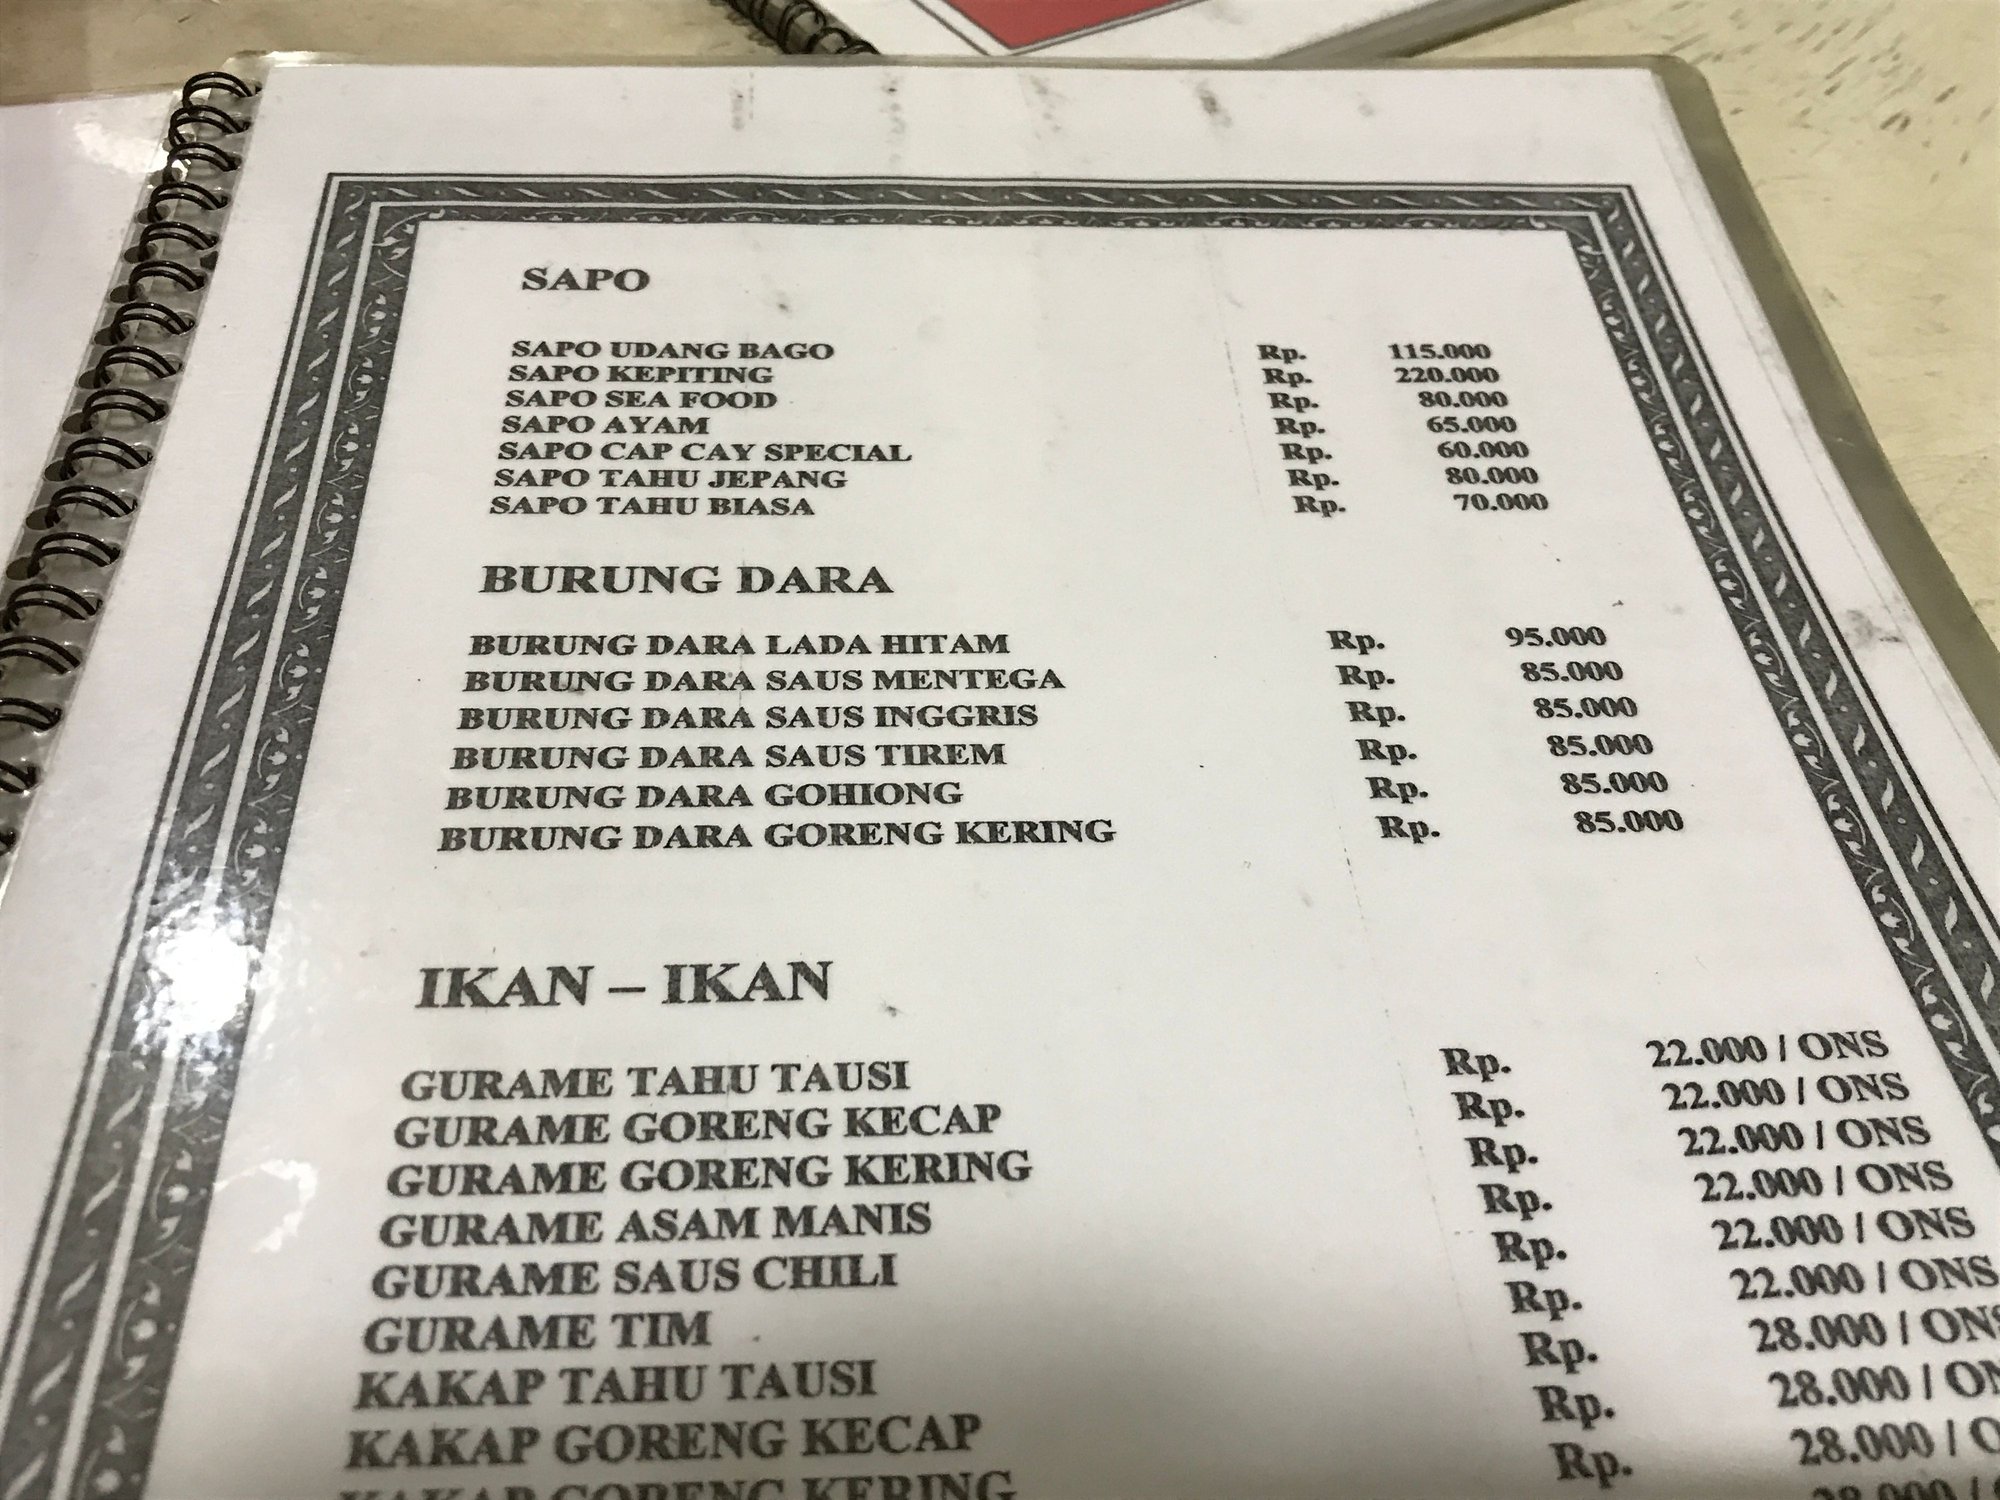 SAPO
SAPO UDANG BAGO Rp. 115.000
SAPO KEPITING Rp. 220.000
SAPO SEA FOOD Rp. 80.000
SAPO AYAM Rp. 65.000
SAPO CAP CAY SPECIAL Rp. 60.000
SAPO TAHU JEPANG Rp. 80.000
SAPO TAHU BIASA Rp. 70.000
BURUNG DARA
BURUNG DARA LADA HITAM Rp. 95.000
BURUNG DARA SAUS MENTEGA Rp. 85.000
BURUNG DARA SAUS INGGRIS Rp. 85.000
BURUNG DARA SAUS TIREM Rp. 85.000
BURUNG DARA GOHIONG Rp. 85.000
BURUNG DARA GORENG KERING Rp. 85.000
IKAN – IKAN
GURAME TAHU TAUSI Rp. 22.000 / ONS
GURAME GORENG KECAP Rp. 22.000 / ONS
GURAME GORENG KERING Rp. 22.000 / ONS
GURAME ASAM MANIS Rp. 22.000 / ONS
GURAME SAUS CHILI Rp. 22.000 / ONS
GURAME TIM Rp. 22.000 / ONS
KAKAP TAHU TAUSI Rp. 28.000 / ONS
KAKAP GORENG KECAP Rp. 28.000 / ON
KAKAP GORENG KERING Rp. 28.000 / O
28.000